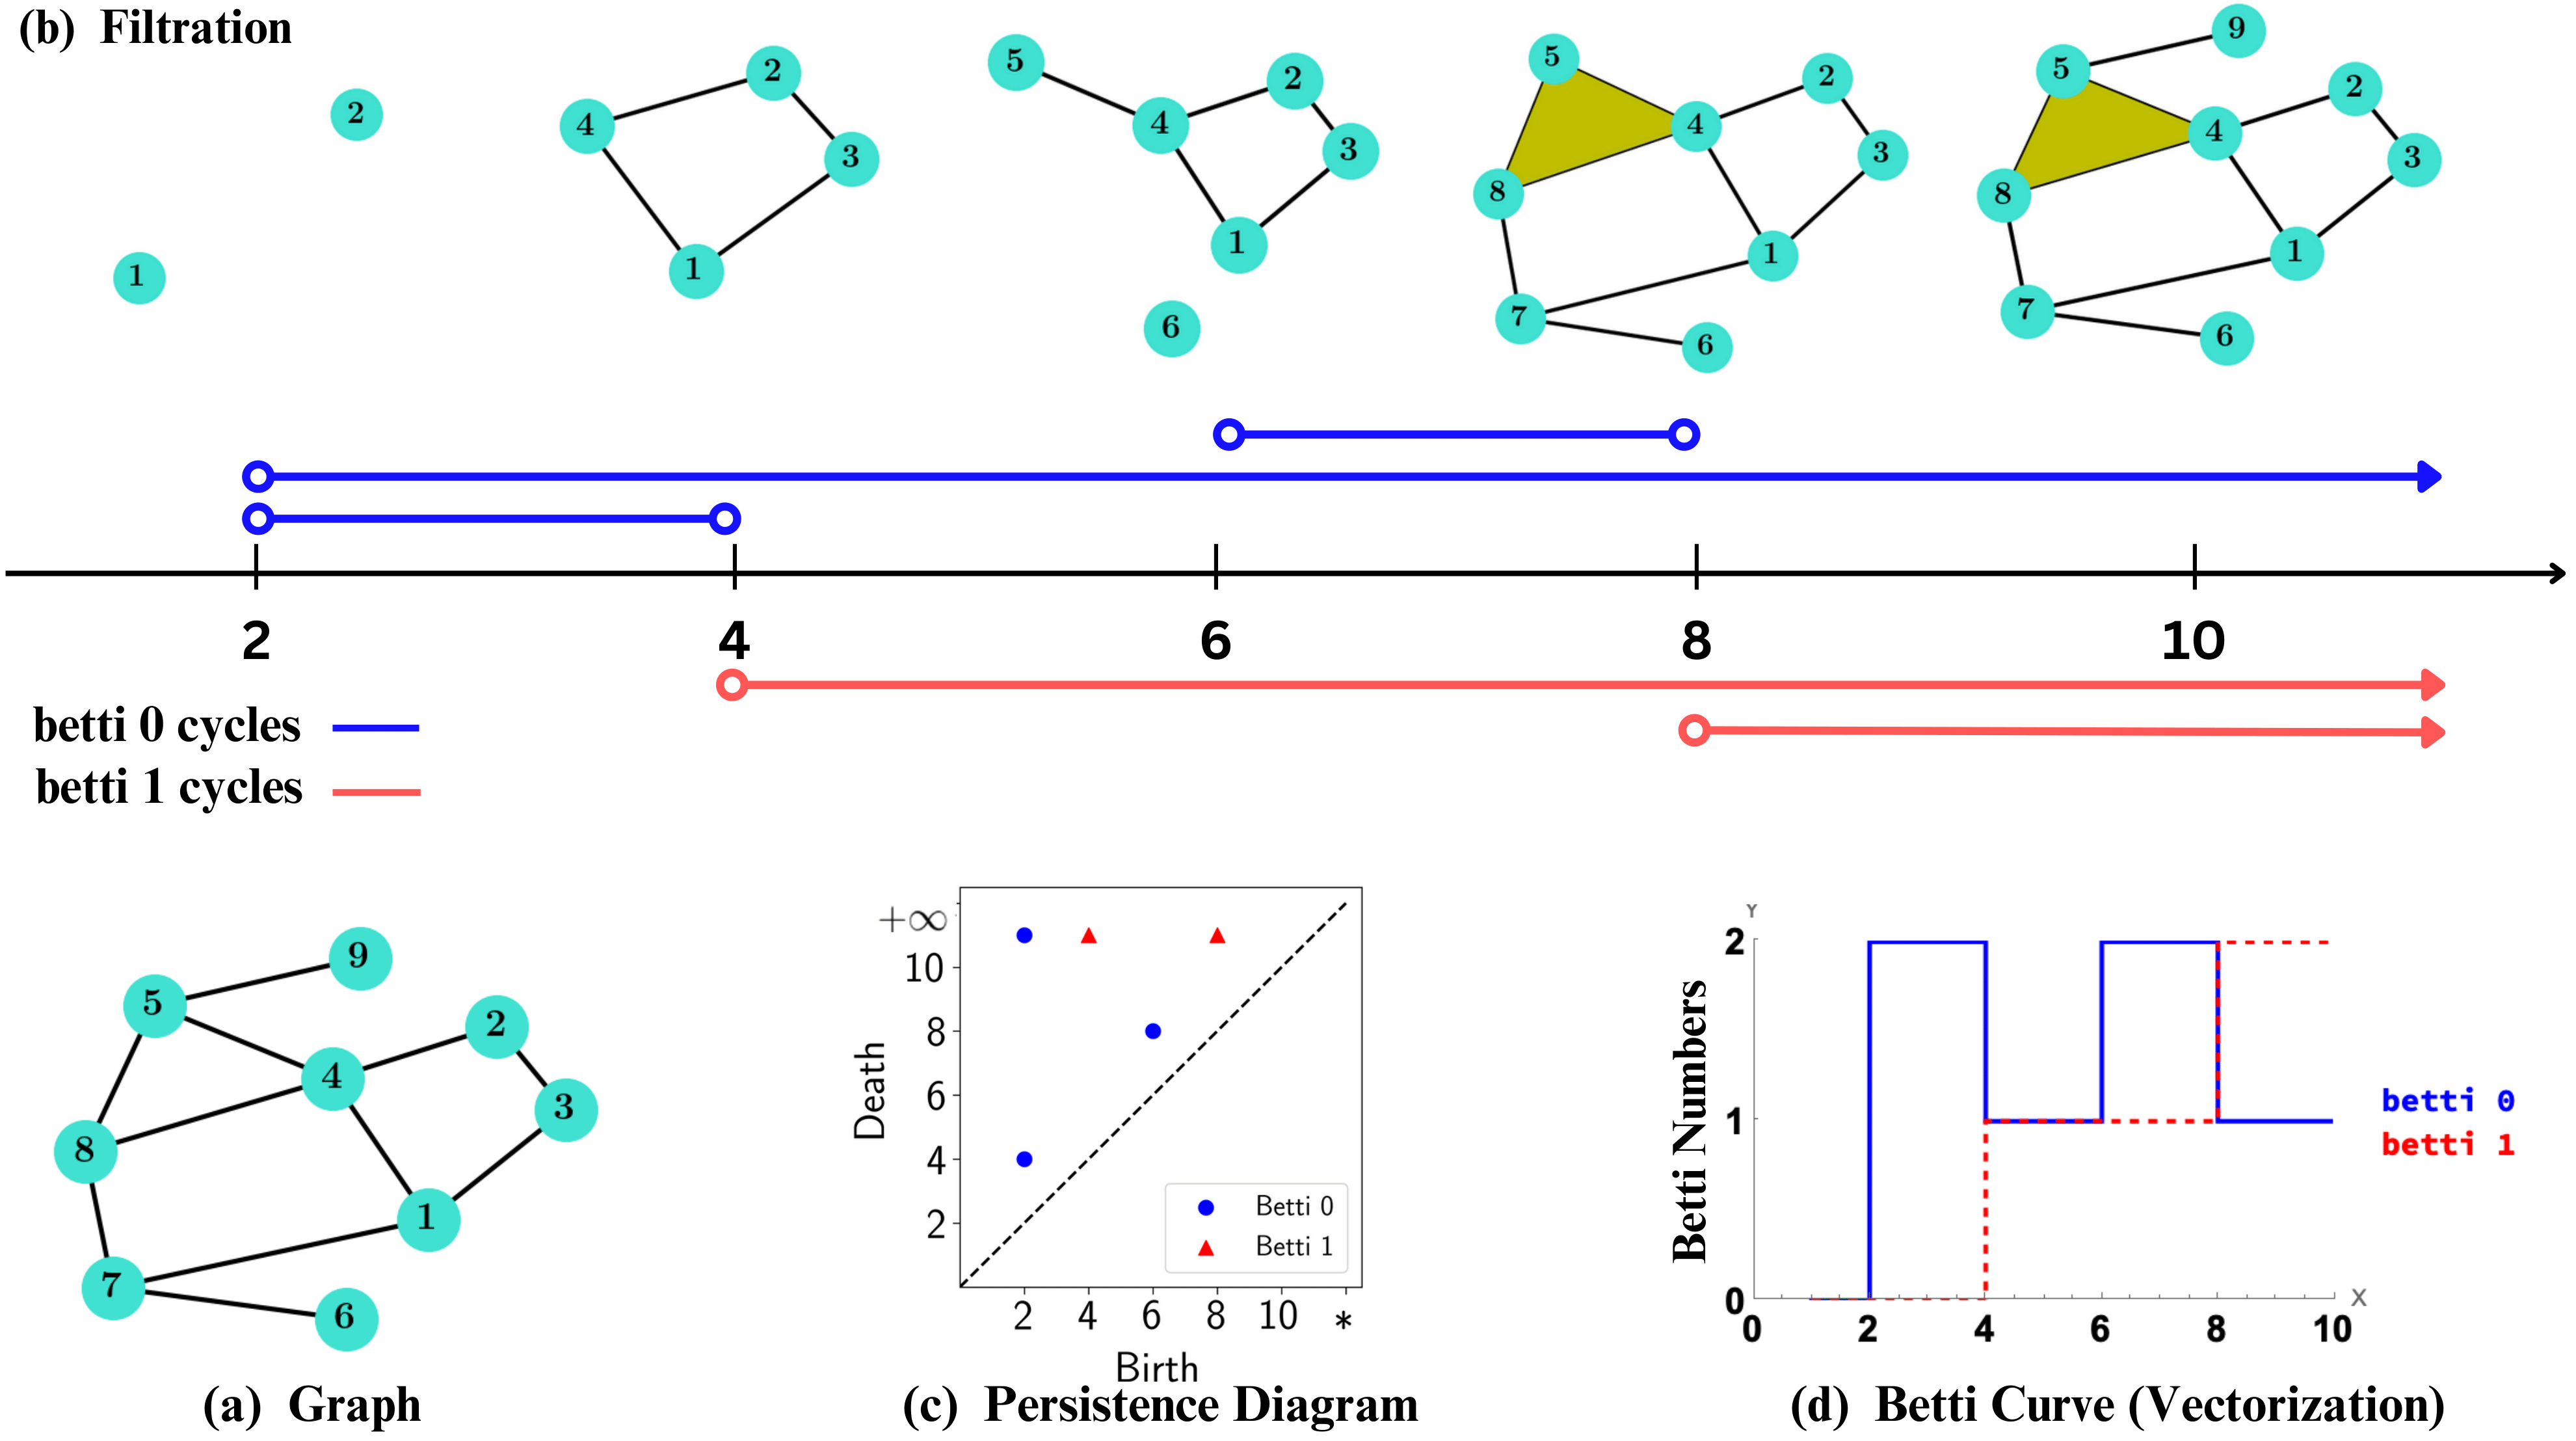 (b) Filtration
1
2
4
2
3
1
5
4
2
3
1
6
5
4
2
3
8
1
7
6
9
5
4
2
3
8
1
7
6
2 4 6 8 10
betti 0 cycles
betti 1 cycles
9
5
2
4
3
8
1
7
6
(a) Graph
+∞
10
8
6
4
2
Death
Betti 0
Betti 1
2 4 6 8 10 *
Birth
(c) Persistence Diagram
Y
2
1
0
Betti Numbers
X
0 2 4 6 8 10
betti 0
betti 1
(d) Betti Curve (Vectorization)